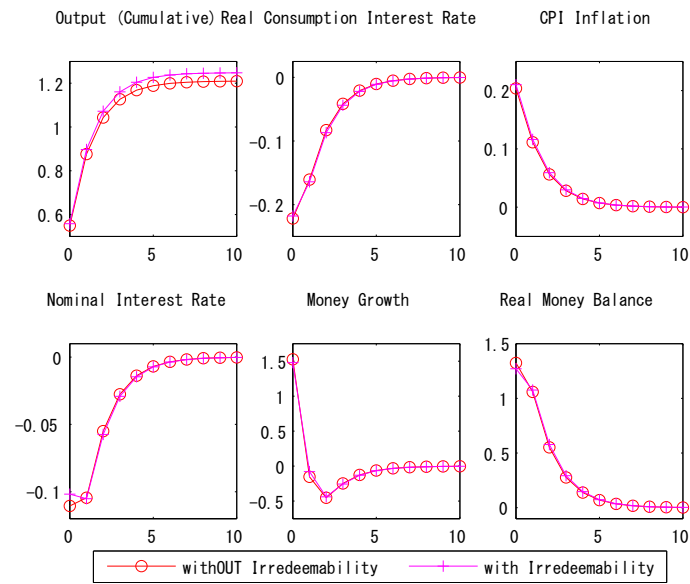 Output (Cumulative) Real Consumption Interest Rate CPI Inflation
1.2
1
0.8
0.6
0 5 10
0
-0.1
-0.2
0 5 10
0.2
0.1
0
0 5 10
Nominal Interest Rate Money Growth Real Money Balance
0
-0.05
-0.1
0 5 10
1.5
1
0.5
0
-0.5
0 5 10
1.5
1
0.5
0
0 5 10
withOUT Irredeemability with Irredeemability